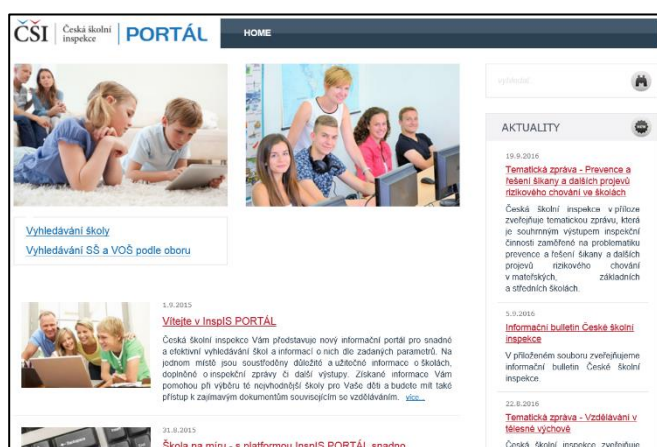 ČŠI Česká školní
inspekce
PORTÁL
HOME
vyhledat
Vyhledávání školy
Vyhledávání SŠ a VOŠ podle oboru
1.9.2015
Vítejte v InspIS PORTÁL
Česká školní inspekce Vám představuje nový informační portál pro snadné
a efektivní vyhledávání škol a informací o nich dle zadaných parametrů. Na
jednom místě jsou soustředěny důležité a užitečné informace o školách,
doplněné o inspekční zprávy či další výstupy. Získané informace Vám
pomohou při výběru té nejvhodnější školy pro Vaše děti a budete mít také
přístup k zajímavým dokumentům souvisejícím se vzděláváním. více...
31.8.2015
Škola na míru - s platformou InspIS PORTÁL snadno
AKTUALITY
NEW
19.9.2016
Tematická zpráva - Prevence a
řešení šikany a dalších projevů
rizikového chování ve školách
Česká školní inspekce v příloze
zveřejňuje tematickou zprávu, která
je souhrnným výstupem inspekční
činnosti zaměřené na problematiku
prevence a řešení šikany a dalších
projevů rizikového chování
v mateřských, základních
a středních školách.
5.9.2016
Informační bulletin České školní
inspekce
V přiloženém souboru zveřejňujeme
informační bulletin České školní
inspekce.
22.8.2016
Tematická zpráva - Vzdělávání v
tělesné výchově
Česká školní inspekce zveřejňuje